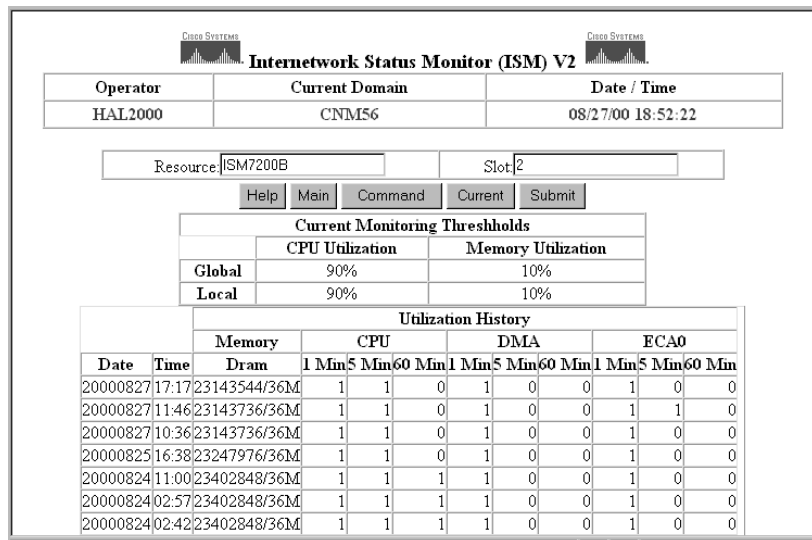 CISCO SYSTEMS CISCO SYSTEMS
Internetwork Status Monitor (ISM) V2
Operator Current Domain Date / Time
HAL2000 CNM56 08/27/00 18:52:22
Resource: ISM7200B Slot: 2
Help Main Command Current Submit
Current Monitoring Threshholds
CPU Utilization Memory Utilization
Global 90% 10%
Local 90% 10%
Utilization History
Memory CPU DMA ECA0
Date Time Dram 1 Min 5 Min 60 Min 1 Min 5 Min 60 Min 1 Min 5 Min 60 Min
20000827 17:17 23143544/36M 1 1 0 1 0 0 1 0 0
20000827 11:46 23143736/36M 1 1 0 1 0 0 1 1 0
20000827 10:36 23143736/36M 1 1 0 1 0 0 1 0 0
20000825 16:38 23247976/36M 1 1 0 1 0 0 1 0 0
20000824 11:00 23402848/36M 1 1 1 1 0 0 1 0 0
20000824 02:57 23402848/36M 1 1 1 1 0 0 1 0 0
20000824 02:42 23402848/36M 1 1 1 1 0 0 1 0 0